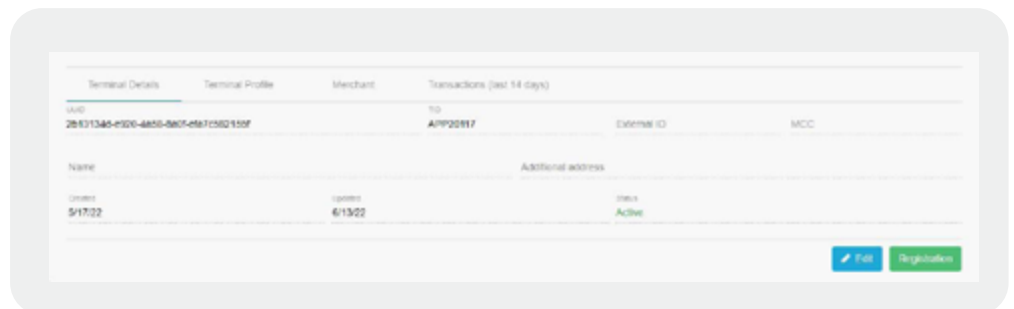 Terminal Details Terminal Profile Merchant Transactions (last 14 days)
UUID TID
APP20117 External ID MCC
Name Additional address
Created Updated Status
5/17/22 6/13/22 Active
Edit Registration